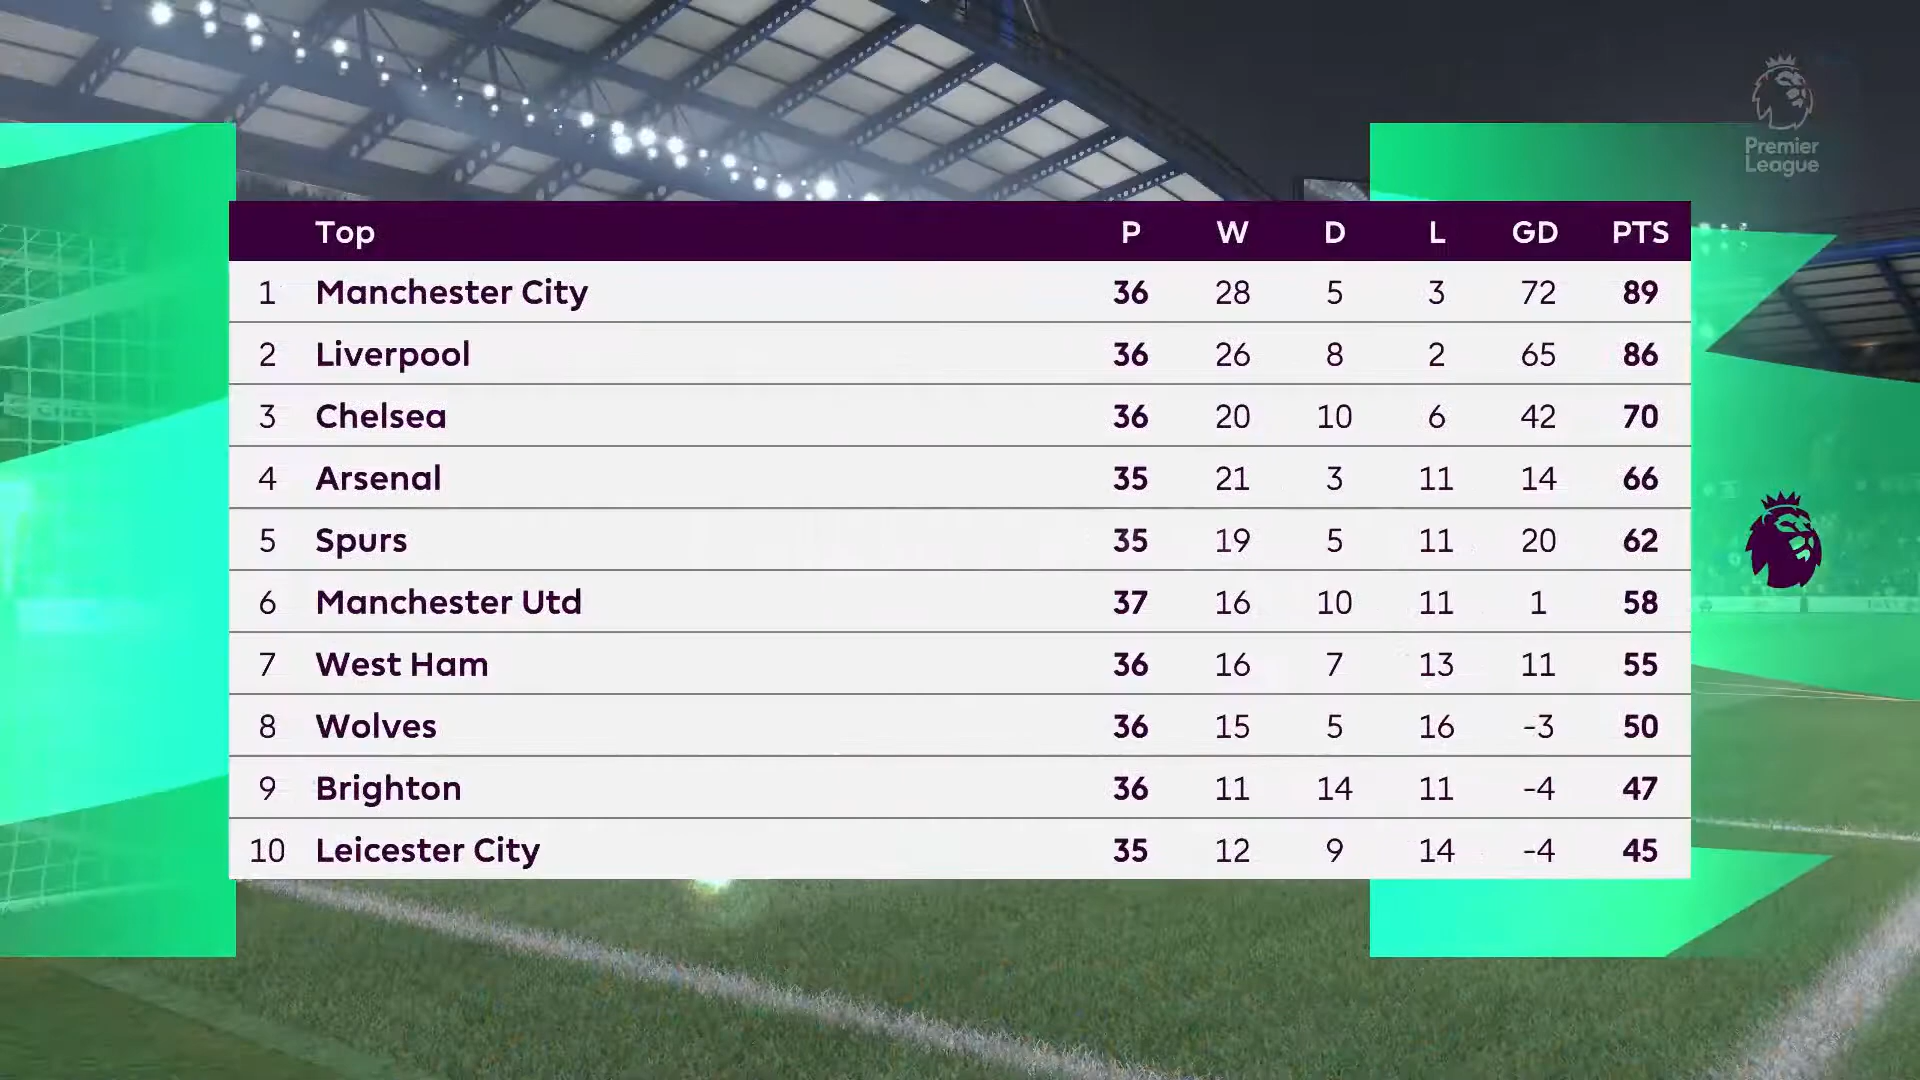 Premier
League
Top P W D L GD PTS
1 Manchester City 36 28 5 3 72 89
2 Liverpool 36 26 8 2 65 86
3 Chelsea 36 20 10 6 42 70
4 Arsenal 35 21 3 11 14 66
5 Spurs 35 19 5 11 20 62
6 Manchester Utd 37 16 10 11 1 58
7 West Ham 36 16 7 13 11 55
8 Wolves 36 15 5 16 -3 50
9 Brighton 36 11 14 11 -4 47
10 Leicester City 35 12 9 14 -4 45